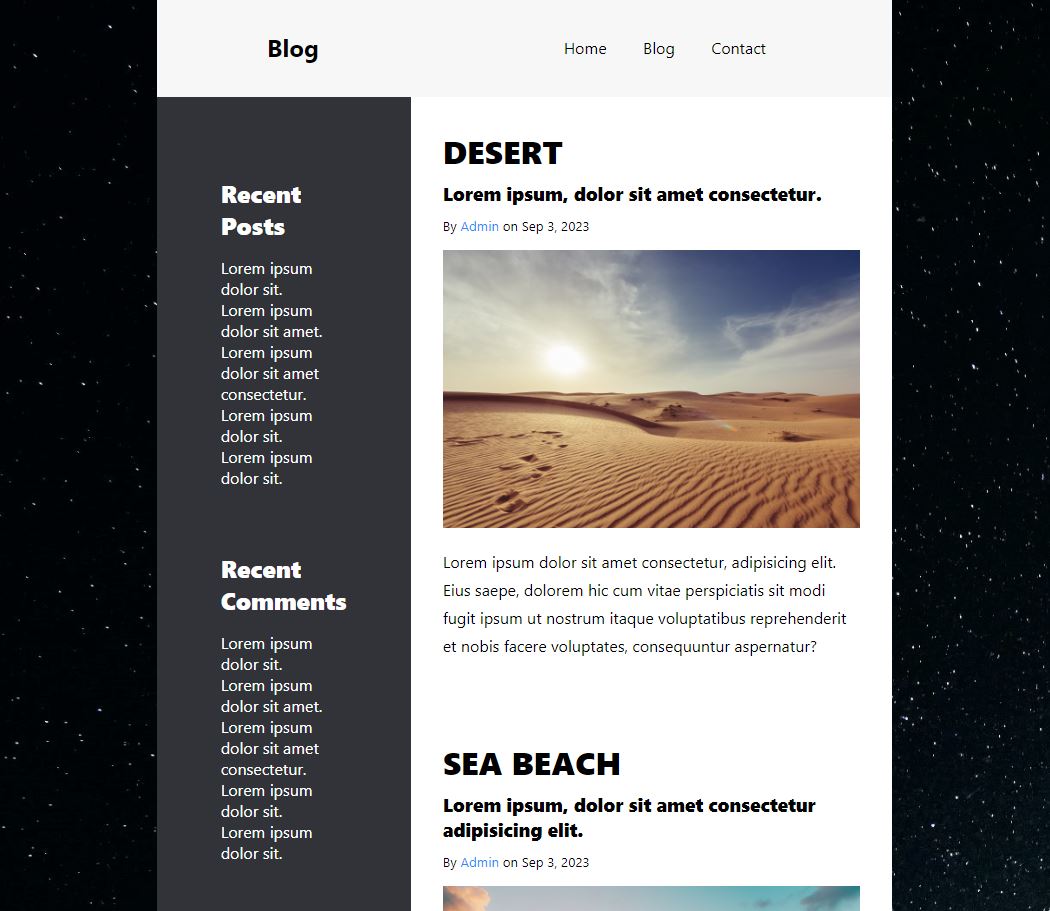 Blog
Home Blog Contact
Recent
Posts
Lorem ipsum
dolor sit.
Lorem ipsum
dolor sit amet.
Lorem ipsum
dolor sit amet
consectetur.
Lorem ipsum
dolor sit.
Lorem ipsum
dolor sit.
Recent
Comments
Lorem ipsum
dolor sit.
Lorem ipsum
dolor sit amet.
Lorem ipsum
dolor sit amet
consectetur.
Lorem ipsum
dolor sit.
Lorem ipsum
dolor sit.
DESERT
Lorem ipsum, dolor sit amet consectetur.
By Admin on Sep 3, 2023
Lorem ipsum dolor sit amet consectetur, adipisicing elit.
Eius saepe, dolorem hic cum vitae perspiciatis sit modi
fugit ipsum ut nostrum itaque voluptatibus reprehenderit
et nobis facere voluptates, consequuntur aspernatur?
SEA BEACH
Lorem ipsum, dolor sit amet consectetur
adipisicing elit.
By Admin on Sep 3, 2023